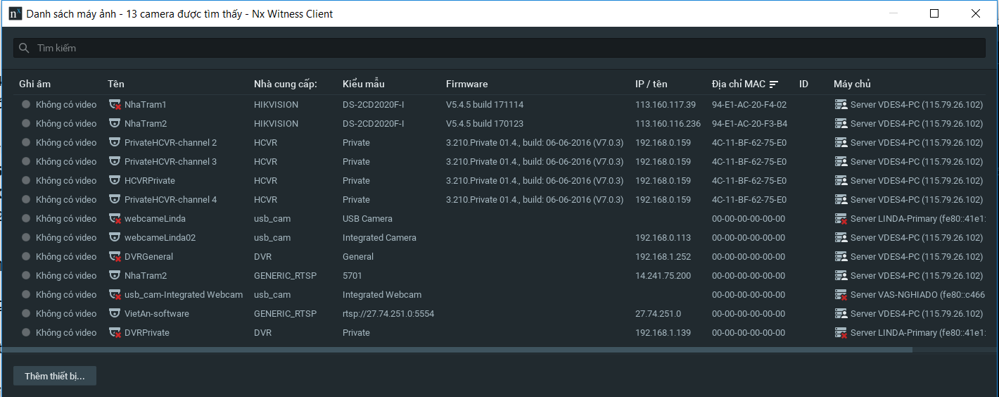 Danh sách máy ảnh - 13 camera được tìm thấy - Nx Witness Client
Tìm kiếm
Ghi âm Tên Nhà cung cấp: Kiểu mẫu Firmware IP / tên Địa chỉ MAC ID Máy chủ
Không có video NhaTram1 HIKVISION DS-2CD2020F-I V5.4.5 build 171114 113.160.117.39 94-E1-AC-20-F4-02 Server VDES4-PC (115.79.26.102)
Không có video NhaTram2 HIKVISION DS-2CD2020F-I V5.4.5 build 170123 113.160.116.236 94-E1-AC-20-F3-B4 Server VDES4-PC (115.79.26.102)
Không có video PrivateHCVR-channel 2 HCVR Private 3.210.Private 01.4., build: 06-06-2016 (V7.0.3) 192.168.0.159 4C-11-BF-62-75-E0 Server VDES4-PC (115.79.26.102)
Không có video PrivateHCVR-channel 3 HCVR Private 3.210.Private 01.4., build: 06-06-2016 (V7.0.3) 192.168.0.159 4C-11-BF-62-75-E0 Server VDES4-PC (115.79.26.102)
Không có video HCVRPrivate HCVR Private 3.210.Private 01.4., build: 06-06-2016 (V7.0.3) 192.168.0.159 4C-11-BF-62-75-E0 Server VDES4-PC (115.79.26.102)
Không có video PrivateHCVR-channel 4 HCVR Private 3.210.Private 01.4., build: 06-06-2016 (V7.0.3) 192.168.0.159 4C-11-BF-62-75-E0 Server VDES4-PC (115.79.26.102)
Không có video webcameLinda usb_cam USB Camera 00-00-00-00-00-00 Server LINDA-Primary (fe80::41e1:
Không có video webcameLinda02 usb_cam Integrated Camera 192.168.0.113 00-00-00-00-00-00 Server VDES4-PC (115.79.26.102)
Không có video DVRGeneral DVR General 192.168.1.252 00-00-00-00-00-00 Server VDES4-PC (115.79.26.102)
Không có video NhaTram2 GENERIC_RTSP 5701 14.241.75.200 00-00-00-00-00-00 Server VDES4-PC (115.79.26.102)
Không có video usb_cam-Integrated Webcam usb_cam Integrated Webcam 00-00-00-00-00-00 Server VAS-NGHIADO (fe80::c466
Không có video VietAn-software GENERIC_RTSP rtsp://27.74.251.0:5554 27.74.251.0 00-00-00-00-00-00 Server VDES4-PC (115.79.26.102)
Không có video DVRPrivate DVR Private 192.168.1.139 00-00-00-00-00-00 Server LINDA-Primary (fe80::41e1:
Thêm thiết bị...